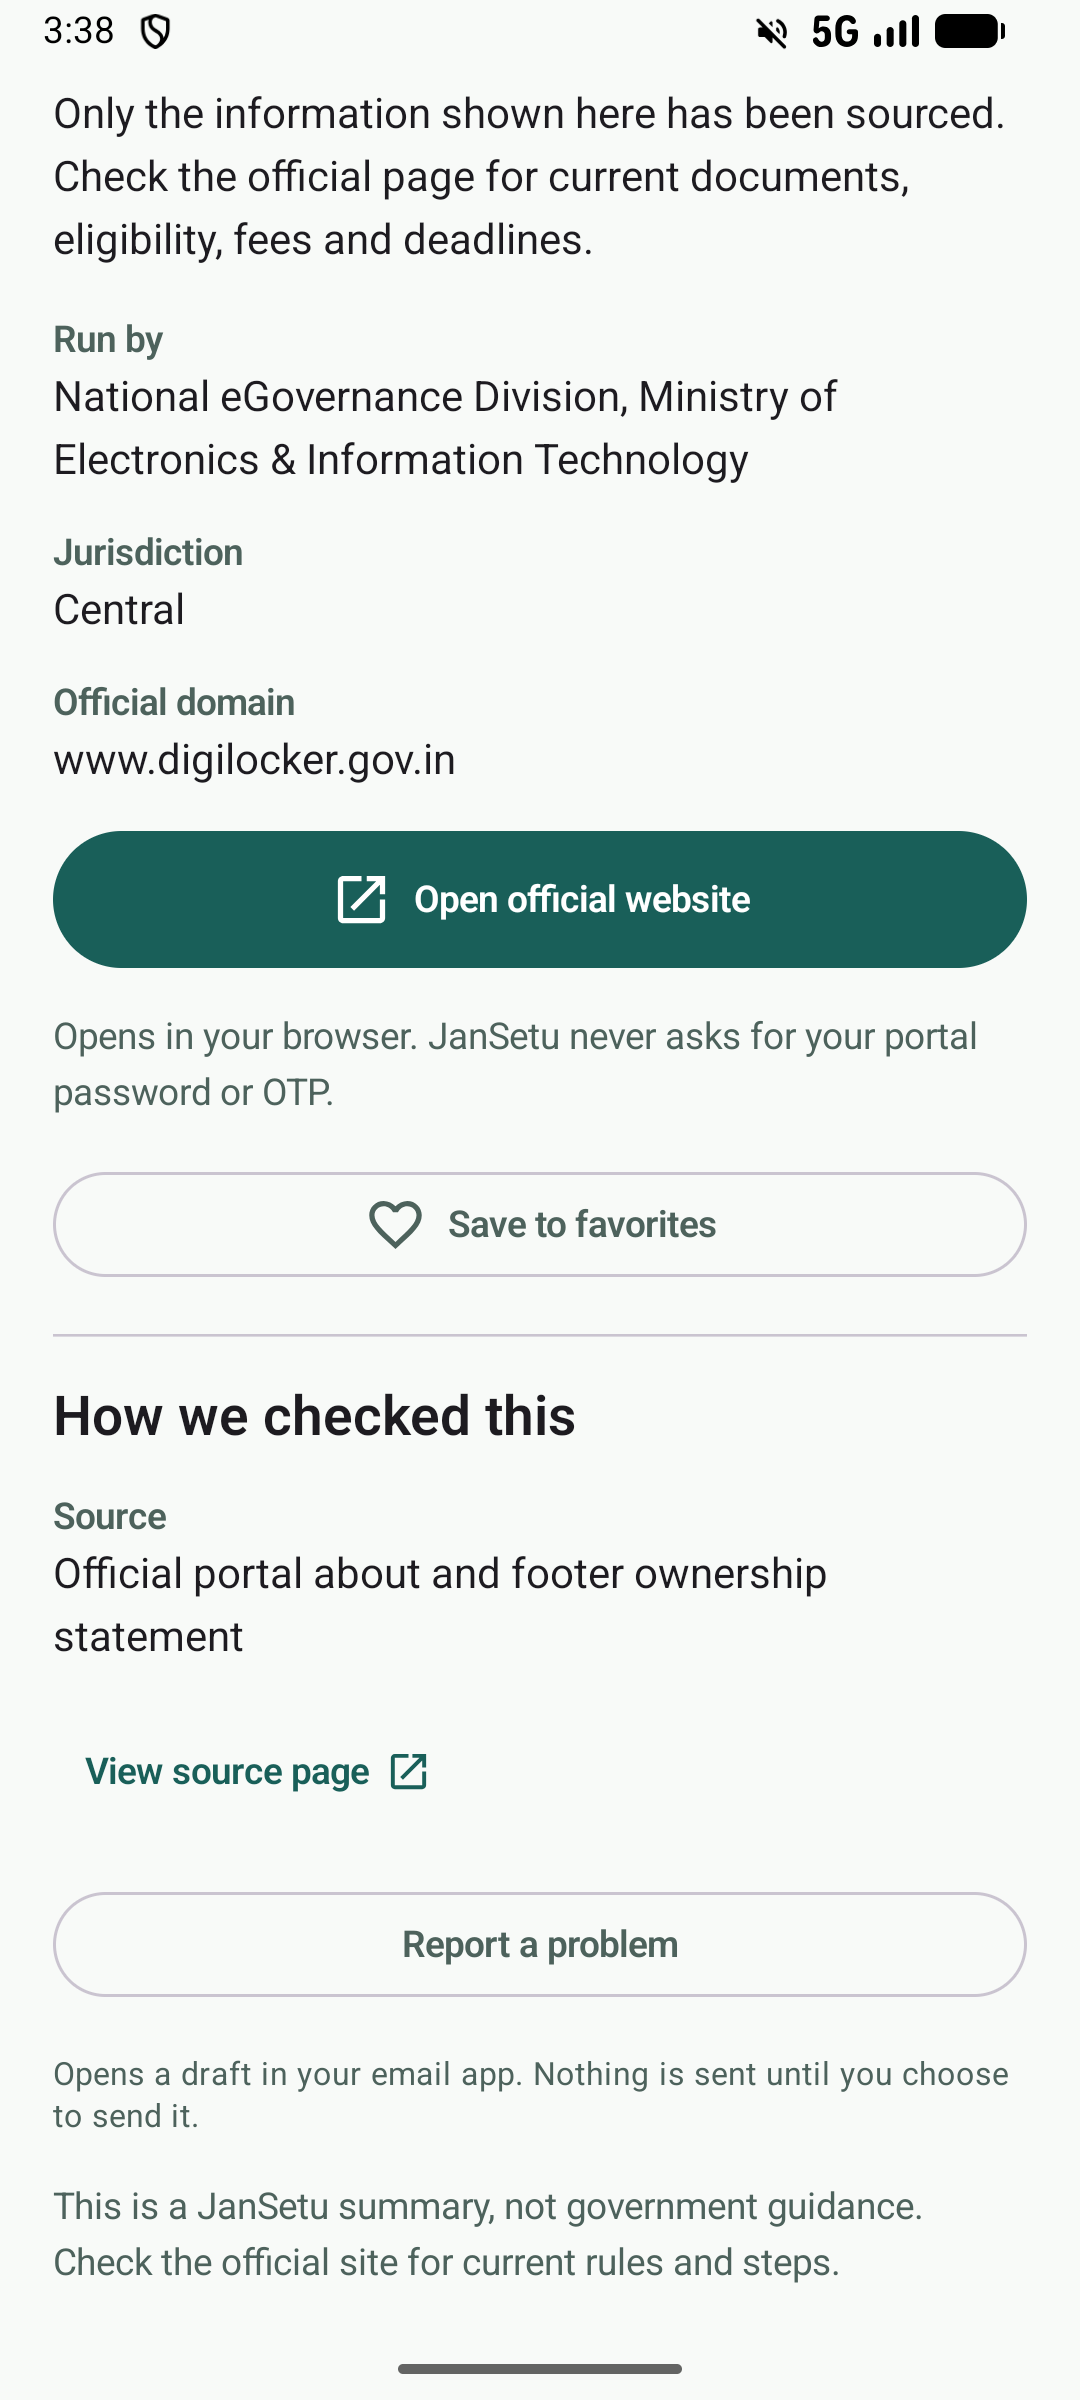 3:38
5G
Only the information shown here has been sourced.
Check the official page for current documents,
eligibility, fees and deadlines.
Run by
National eGovernance Division, Ministry of
Electronics & Information Technology
Jurisdiction
Central
Official domain
www.digilocker.gov.in
Open official website
Opens in your browser. JanSetu never asks for your portal
password or OTP.
Save to favorites
How we checked this
Source
Official portal about and footer ownership
statement
View source page
Report a problem
Opens a draft in your email app. Nothing is sent until you choose
to send it.
This is a JanSetu summary, not government guidance.
Check the official site for current rules and steps.